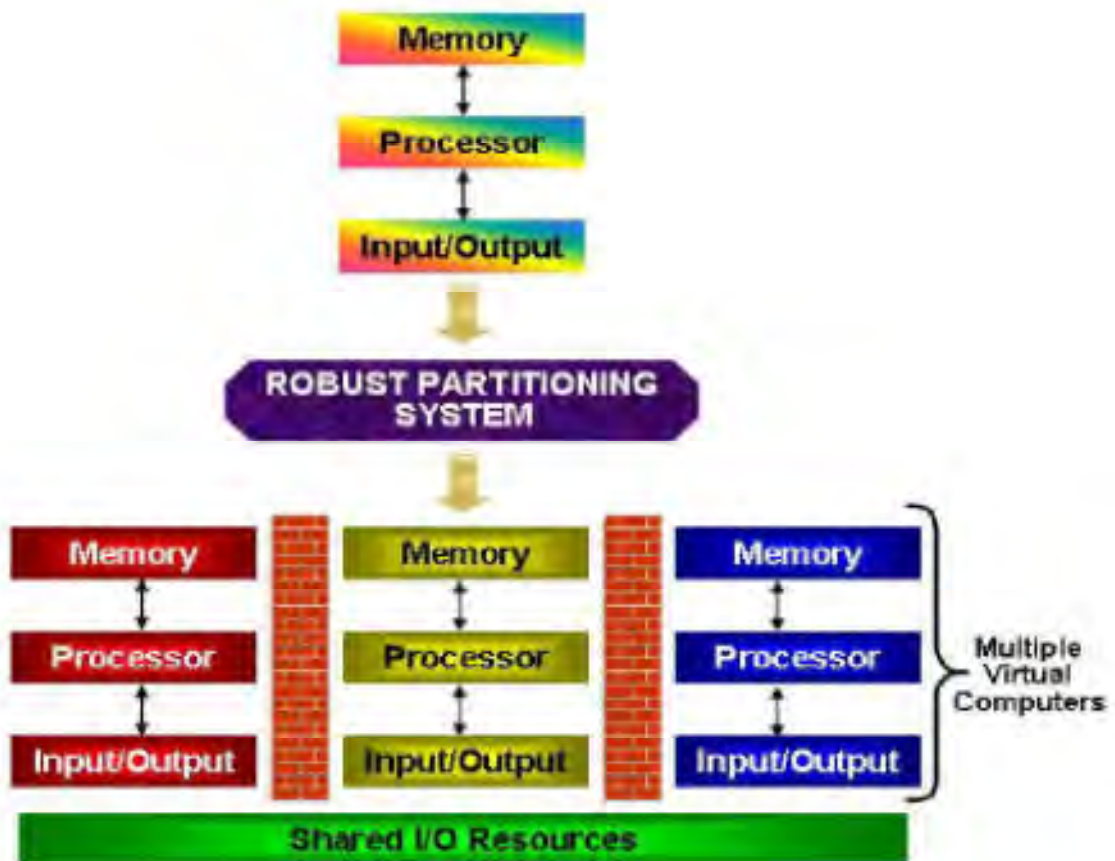 Memory
Processor
Input/Output
ROBUST PARTITIONING
SYSTEM
Memory
Processor
Input/Output
Memory
Processor
Input/Output
Memory
Processor
Input/Output
Multiple
Virtual
Computers
Shared I/O Resources